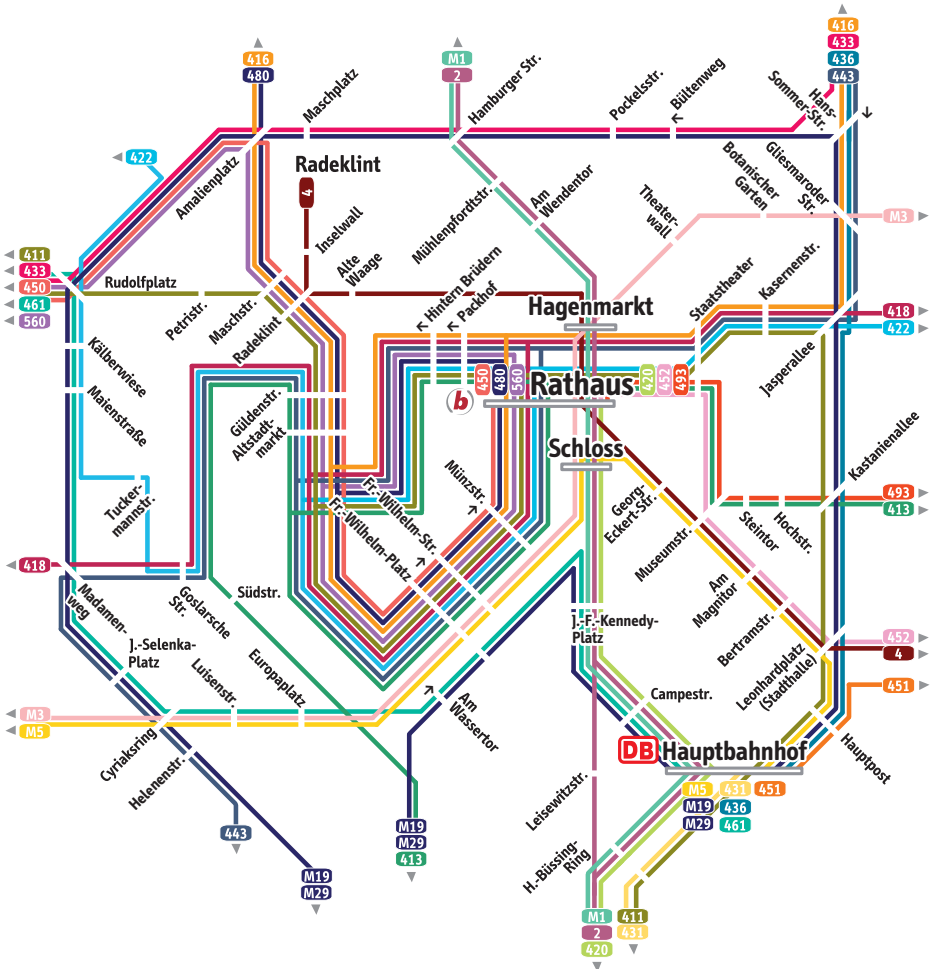 416
433
436
443
416
480
M1
2
Maschplatz
Hamburger Str.
Pockelsstr.
Bültenweg
Hans-
Sommer-Str.
422
Radeklint
4
Amalienplatz
Mühlenpfordtstr.
Am
Wendentor
Theater-
wall
Botanischer
Garten
Gliesmaroder
Str.
M3
Inselwall
Alte
Waage
411
433
450
461
560
Rudolfplatz
Petristr.
Maschstr.
Radeklint
Hintern Brüdern
Packhof
Hagenmarkt
Staatstheater
Kasernenstr.
418
422
Jasperallee
Kälberwiese
Maienstraße
Güldenstr.
Altstadt-
markt
b
450
480
560
Rathaus
420
452
493
Schloss
Kastanienallee
Tucker-
mannstr.
Münzstr.
Fr.-Wilhelm-Str.
Fr.-Wilhelm-Platz
Georg-
Eckert-Str.
Museumstr.
Steintor
Hochstr.
493
413
418
Madamen-
weg
Goslarsche
Str.
Südstr.
Am
Magnitor
Bertramstr.
Leonhardplatz
(Stadthalle)
452
4
451
J.-Selenka-
Platz
Luisenstr.
Europaplatz
J.-F.-Kennedy-
Platz
Campestr.
M3
M5
Am
Wassertor
Cyriaksring
Helenenstr.
DB Hauptbahnhof
Hauptpost
M5
431
451
M19
436
M29
461
Leisewitzstr.
H.-Büssing-
Ring
443
M19
M29
M19
M29
413
M1
2
420
411
431